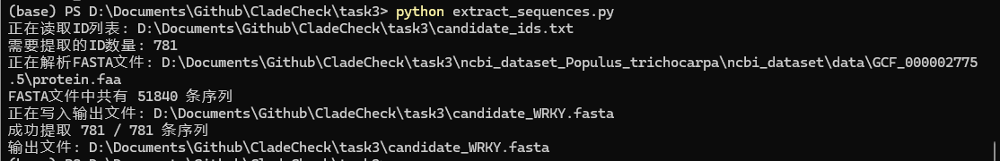 (base) PS D:\Documents\Github\CladeCheck\task3> python extract_sequences.py
正在读取ID列表: D:\Documents\Github\CladeCheck\task3\candidate_ids.txt
需要提取的ID数量: 781
正在解析FASTA文件: D:\Documents\Github\CladeCheck\task3\ncbi_dataset_Populus_trichocarpa\ncbi_dataset\data\GCF_000002775
.5\protein.faa
FASTA文件中共有 51840 条序列
正在写入输出文件: D:\Documents\Github\CladeCheck\task3\candidate_WRKY.fasta
成功提取 781 / 781 条序列
输出文件: D:\Documents\Github\CladeCheck\task3\candidate_WRKY.fasta